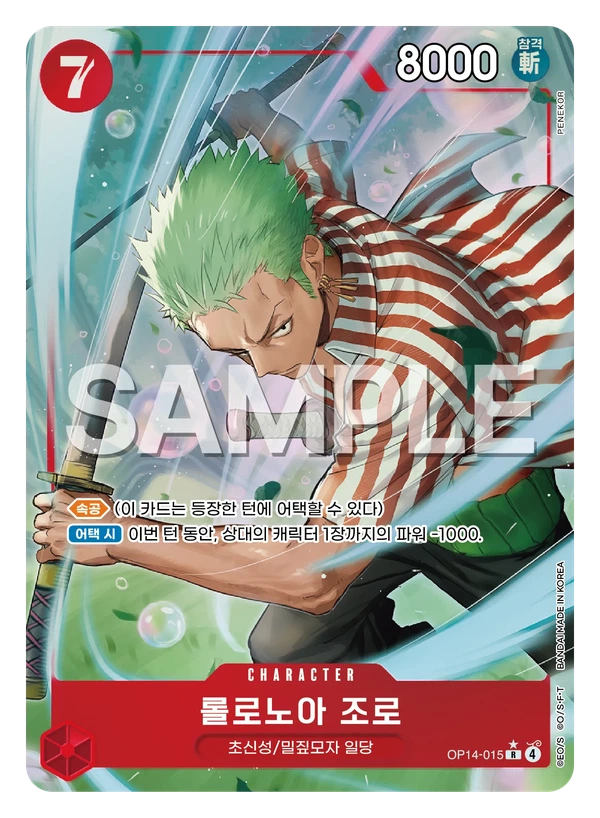 7
8000
참격
斬
PENEKOR
SAMPLE
속공 (이 카드는 등장한 턴에 어택할 수 있다)
어택 시 이번 턴 동안, 상대의 캐릭터 1장까지의 파워 -1000.
CHARACTER
롤로노아 조로
초신성/밀짚모자 일당
OP14-015 R 4
©EO/S ©O/S·F·T BANDAI MADE IN KOREA